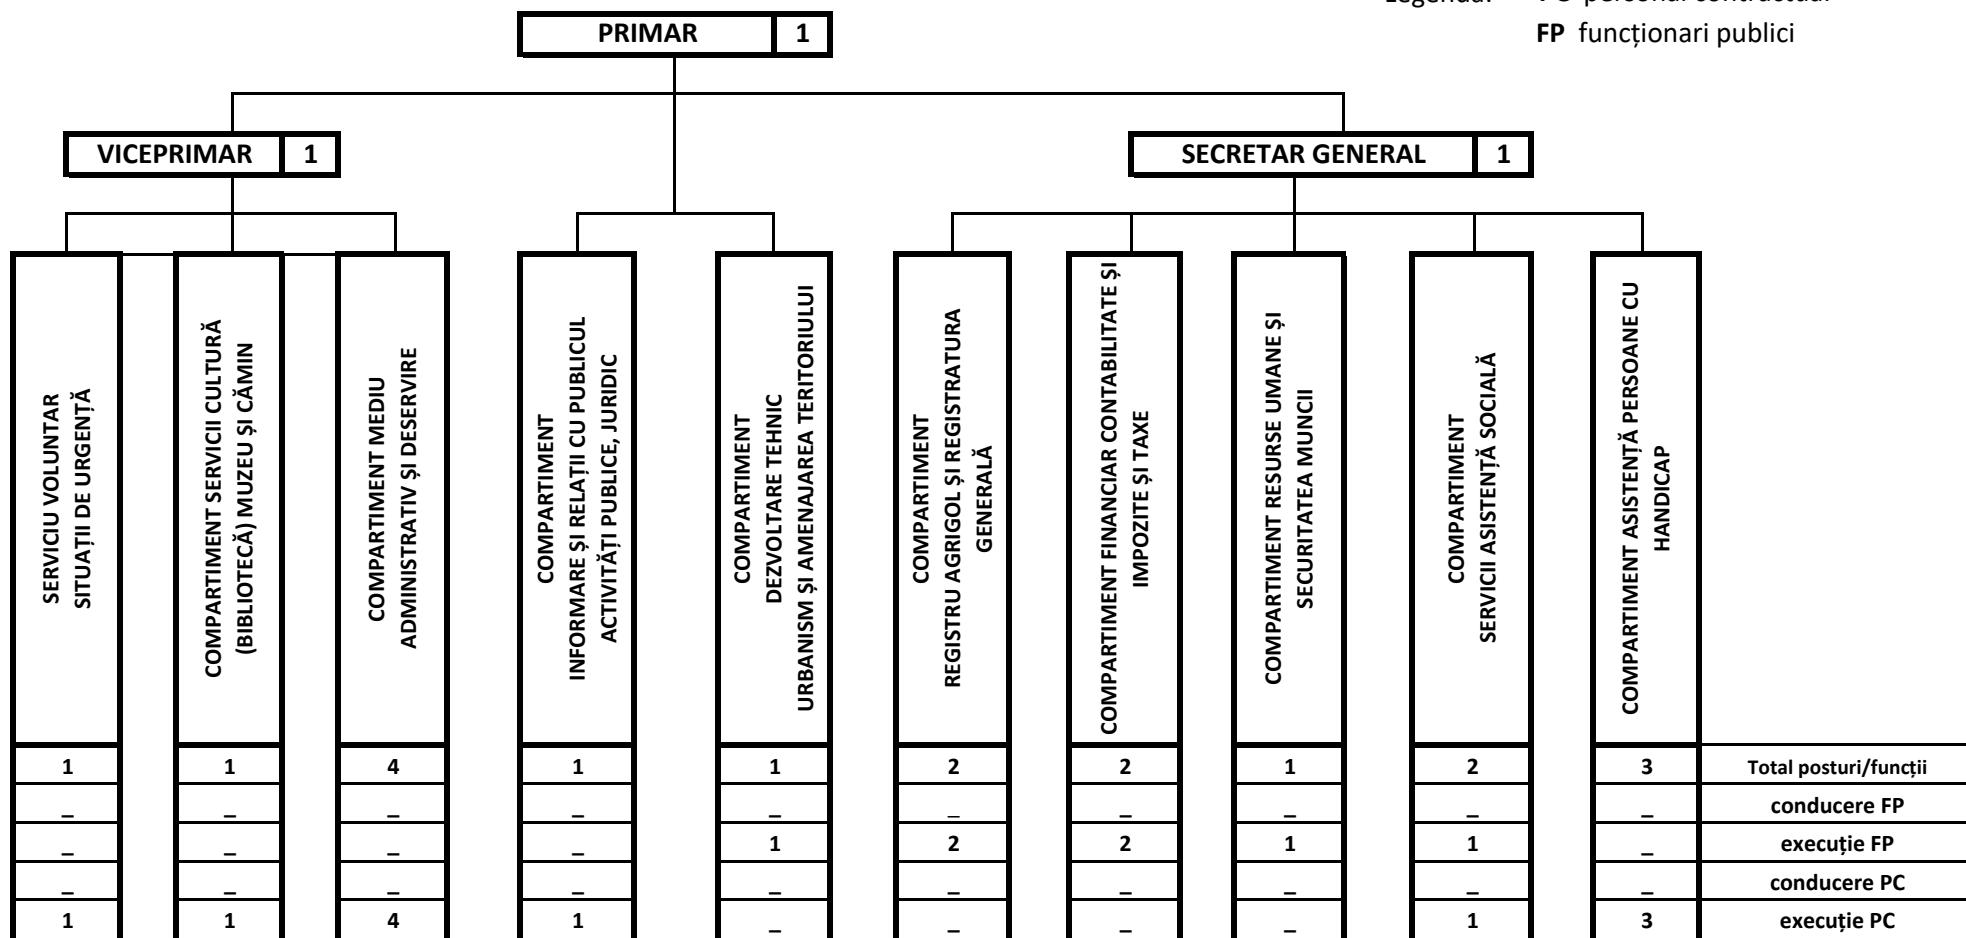 Legenda: PC personal contractual
FP funcționari publici
PRIMAR 1
VICEPRIMAR 1
SECRETAR GENERAL 1
SERVICIU VOLUNTAR
SITUAȚII DE URGENȚĂ
COMPARTIMENT SERVICII CULTURĂ
(BIBLIOTECĂ) MUZEU ȘI CĂMIN
COMPARTIMENT MEDIU
ADMINISTRATIV ȘI DESERVIRE
COMPARTIMENT
INFORMARE ȘI RELAȚII CU PUBLICUL
ACTIVITĂȚI PUBLICE, JURIDIC
COMPARTIMENT
DEZVOLTARE TEHNIC
URBANISM ȘI AMENAJAREA TERITORIULUI
COMPARTIMENT
REGISTRU AGRIGOL ȘI REGISTRATURA
GENERALĂ
COMPARTIMENT FINANCIAR CONTABILITATE ȘI
IMPOZITE ȘI TAXE
COMPARTIMENT RESURSE UMANE ȘI
SECURITATEA MUNCII
COMPARTIMENT
SERVICII ASISTENȚĂ SOCIALĂ
COMPARTIMENT ASISTENȚĂ PERSOANE CU
HANDICAP
1 1 4 1 1 2 2 1 2 3 Total posturi/funcții
_ _ _ _ _ _ _ _ _ _ conducere FP
_ _ _ _ 1 2 2 1 1 _ execuție FP
_ _ _ _ _ _ _ _ _ _ conducere PC
1 1 4 1 _ _ _ _ 1 3 execuție PC